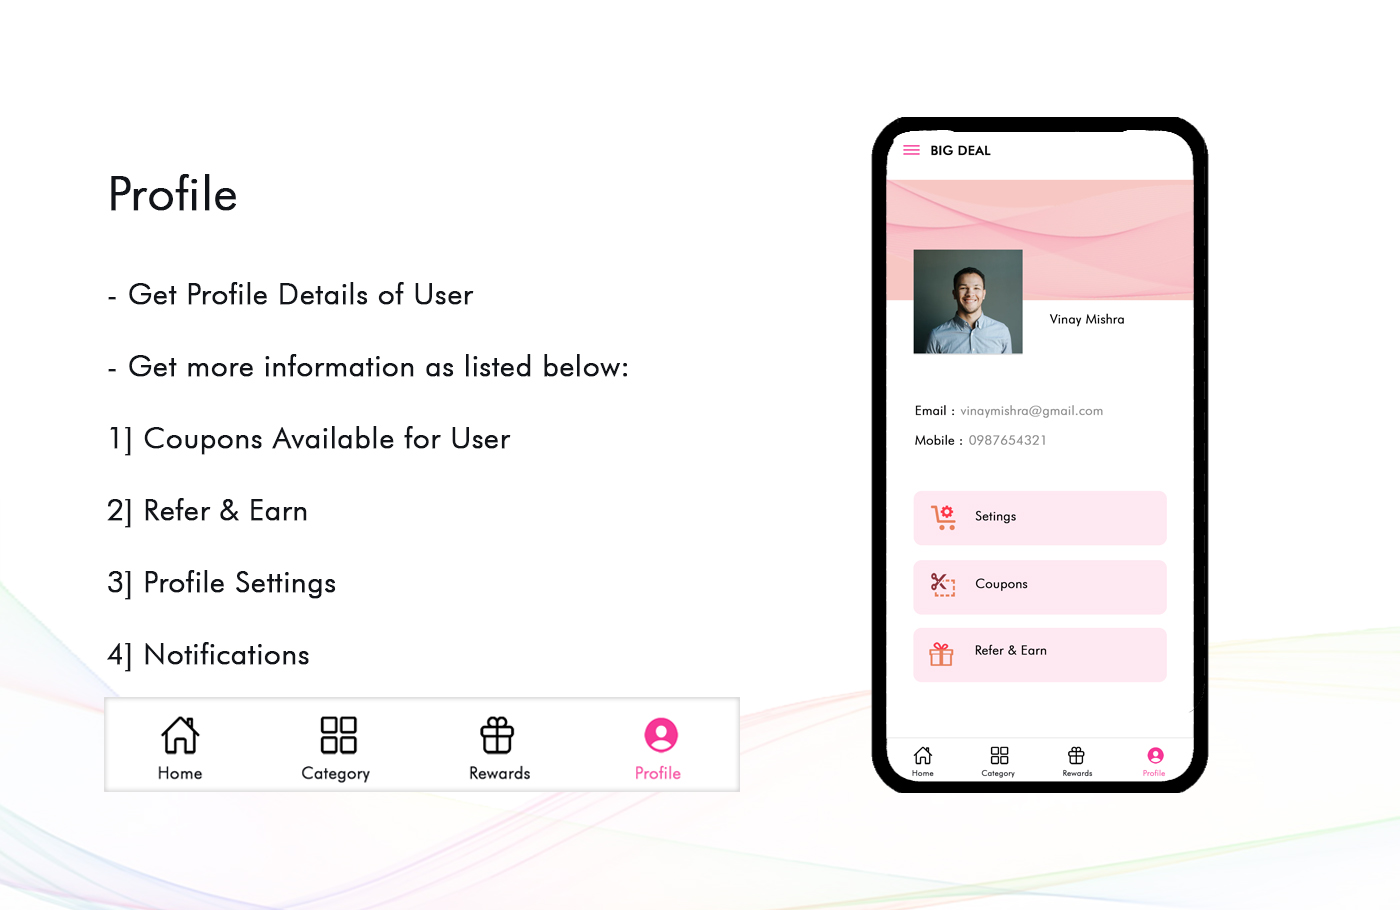 Profile
- Get Profile Details of User
- Get more information as listed below:
1] Coupons Available for User
2] Refer & Earn
3] Profile Settings
4] Notifications
Home Category Rewards Profile
BIG DEAL
Vinay Mishra
Email : vinaymishra@gmail.com
Mobile : 0987654321
Setings
Coupons
Refer & Earn
Home Category Rewards Profile